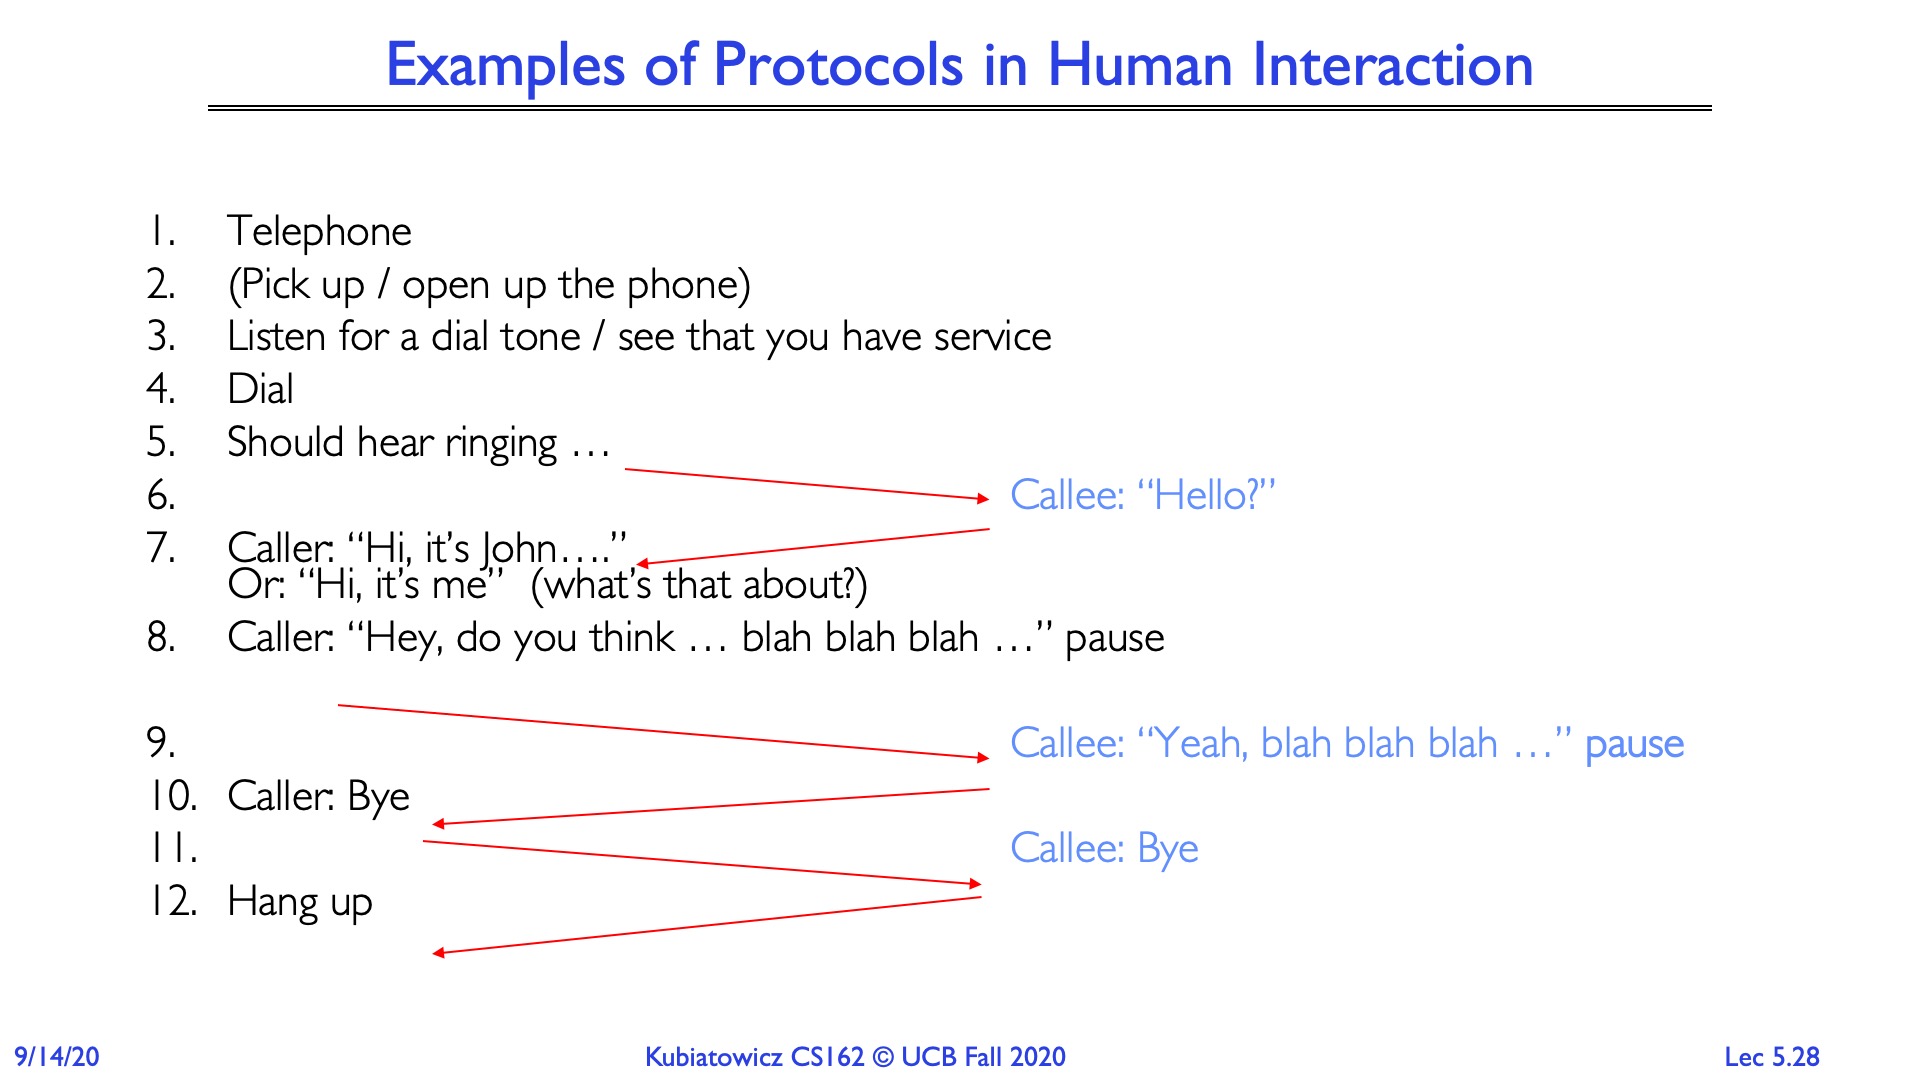 Examples of Protocols in Human Interaction
1. Telephone
2. (Pick up / open up the phone)
3. Listen for a dial tone / see that you have service
4. Dial
5. Should hear ringing …
6. Callee: “Hello?”
7. Caller: “Hi, it’s John….”
Or: “Hi, it’s me” (what’s that about?)
8. Caller: “Hey, do you think … blah blah blah …” pause
9. Callee: “Yeah, blah blah blah …” pause
10. Caller: Bye
11. Callee: Bye
12. Hang up
9/14/20 Kubiatowicz CS162 © UCB Fall 2020 Lec 5.28